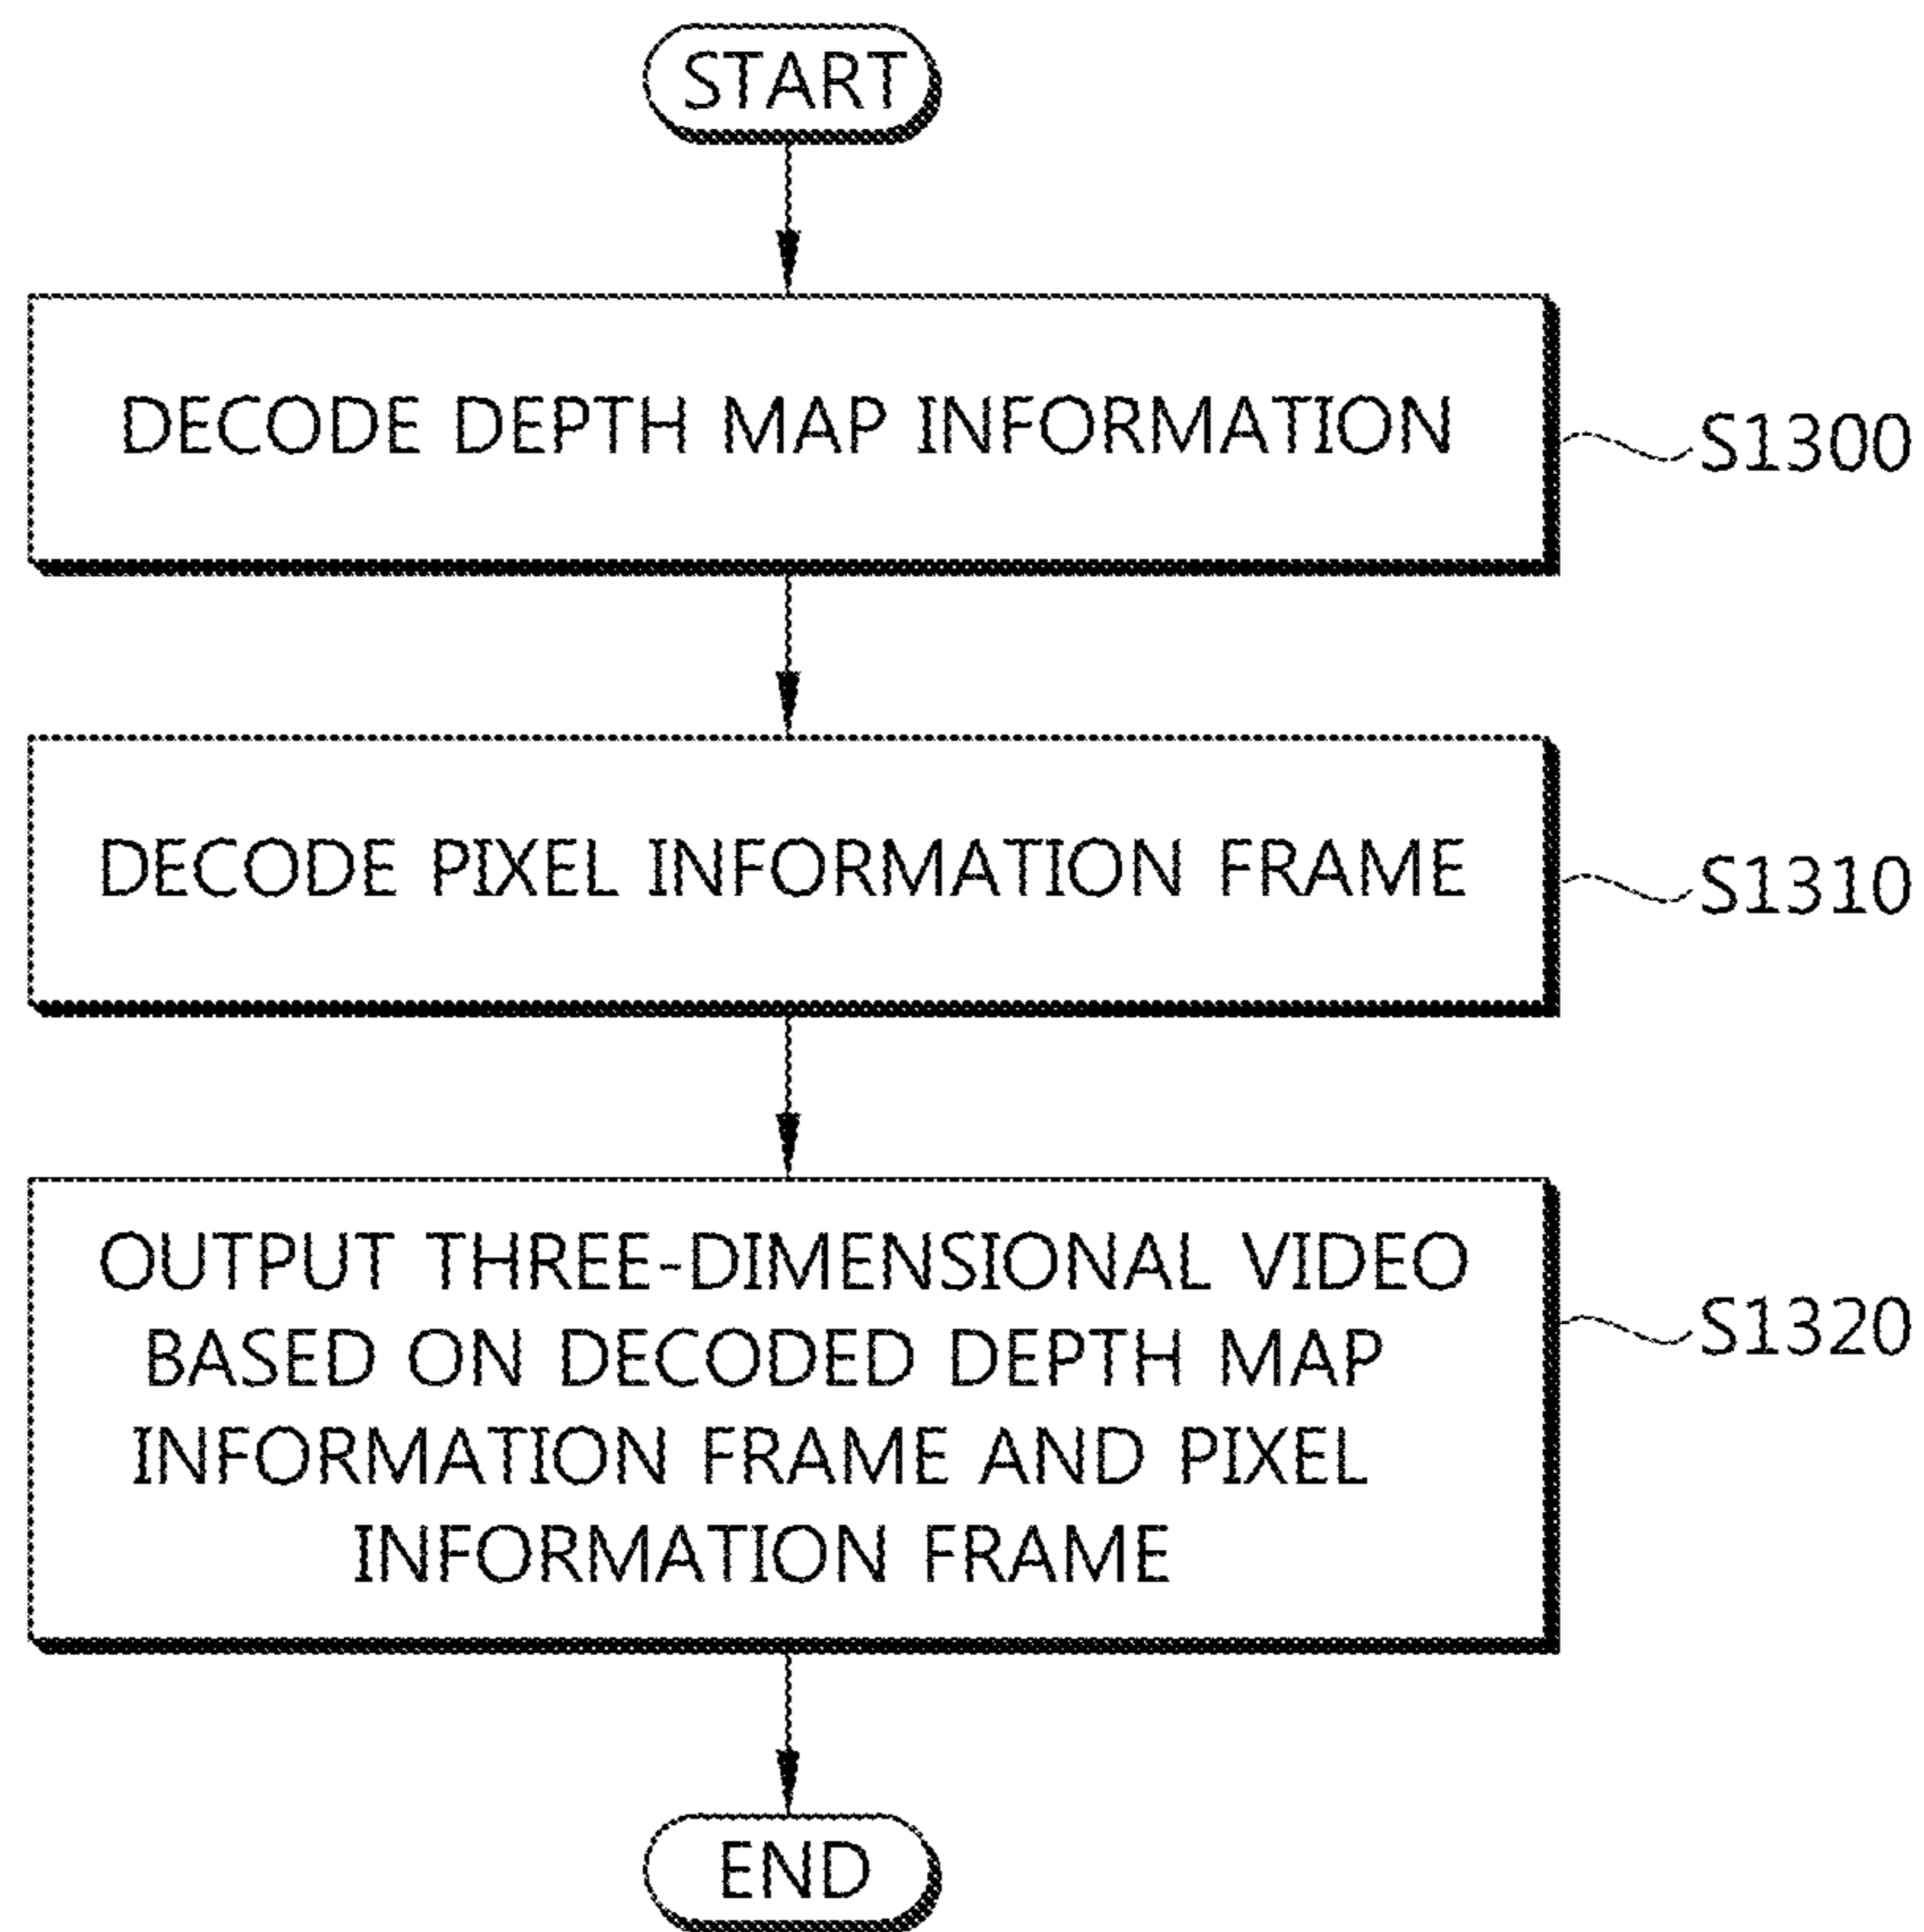 START
DECODE DEPTH MAP INFORMATION
S1300
DECODE PIXEL INFORMATION FRAME
S1310
OUTPUT THREE-DIMENSIONAL VIDEO
BASED ON DECODED DEPTH MAP
INFORMATION FRAME AND PIXEL
INFORMATION FRAME
S1320
END